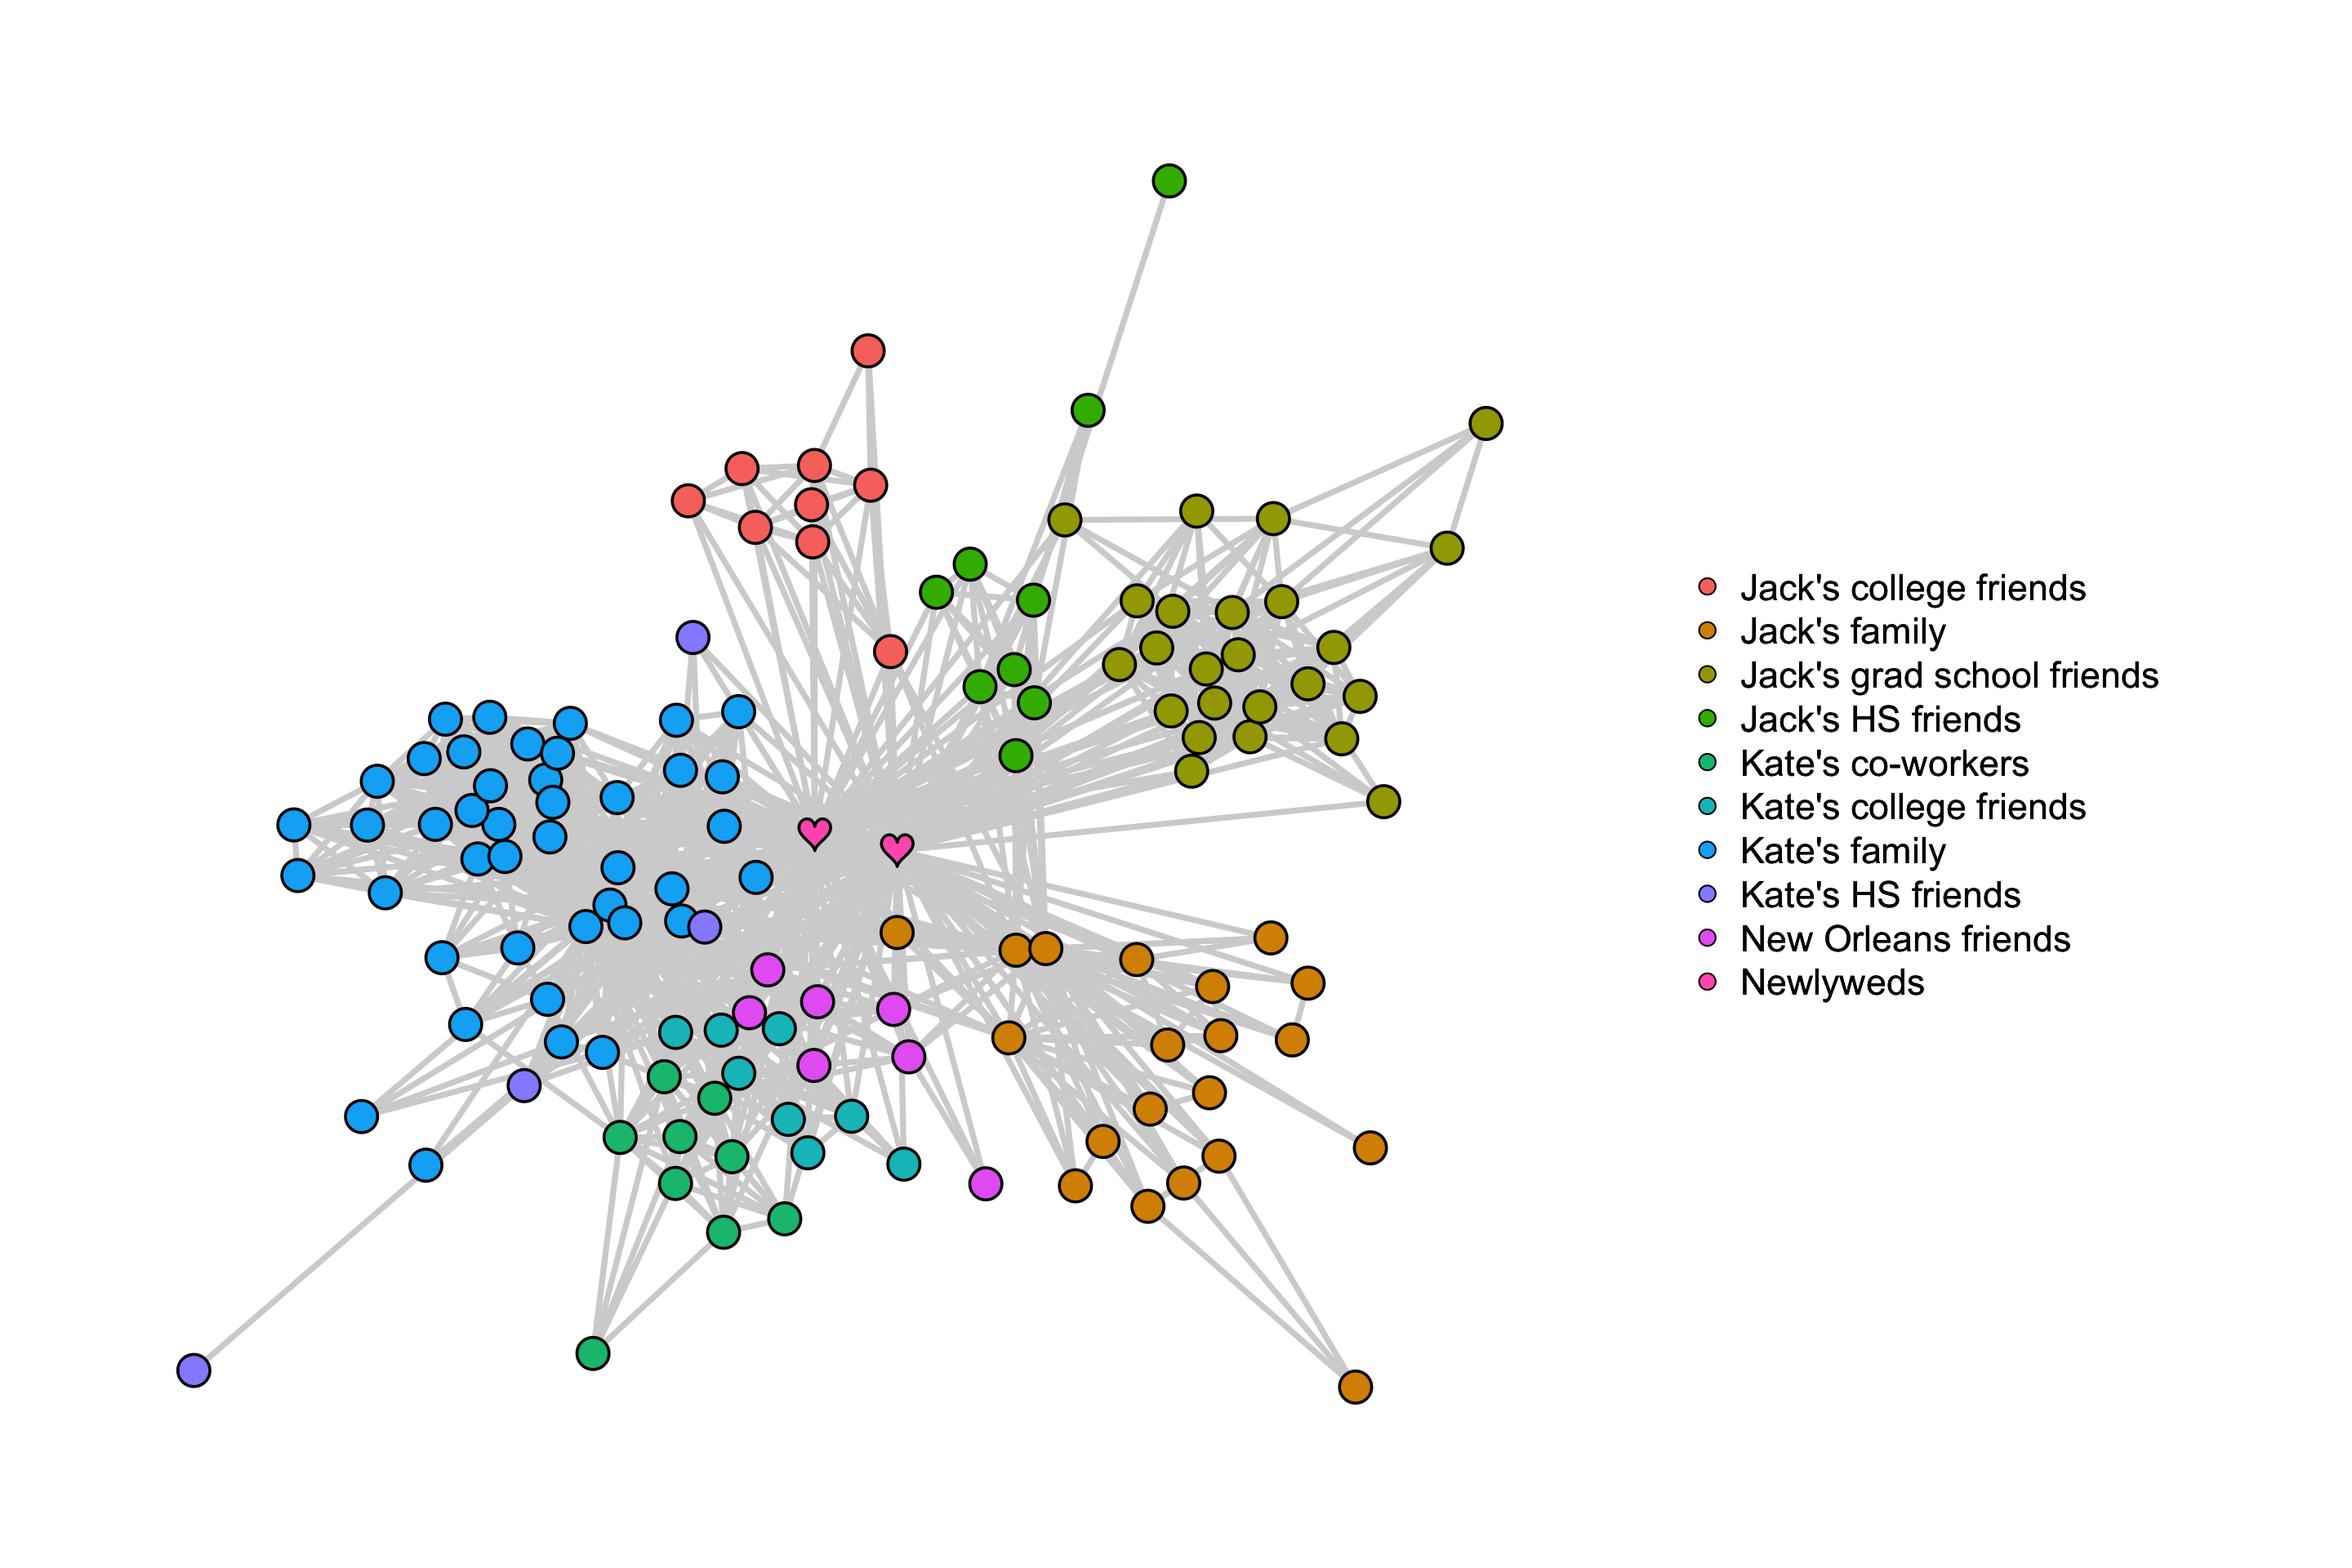 Jack's college friends
Jack's family
Jack's grad school friends
Jack's HS friends
Kate's co-workers
Kate's college friends
Kate's family
Kate's HS friends
New Orleans friends
Newlyweds